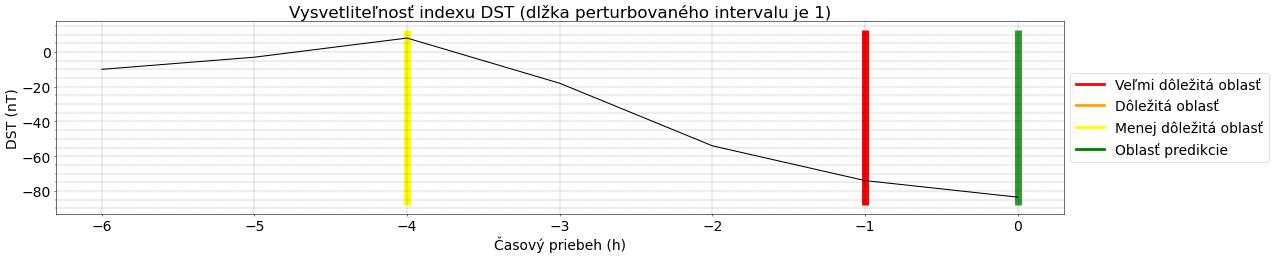 Vysvetliteľnosť indexu DST (dĺžka perturbovaného intervalu je 1)
DST (nT)
0
−20
−40
−60
−80
−6
−5
−4
−3
−2
−1
0
Časový priebeh (h)
Veľmi dôležitá oblasť
Dôležitá oblasť
Menej dôležitá oblasť
Oblasť predikcie